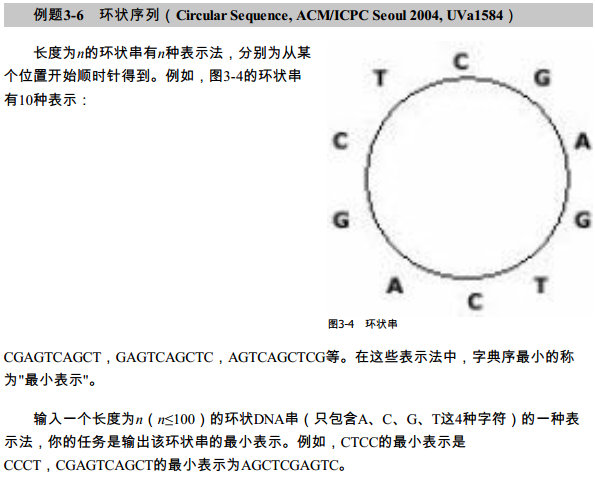 例题3-6　环状序列（Circular Sequence, ACM/ICPC Seoul 2004, UVa1584）
长度为n的环状串有n种表示法，分别为从某
个位置开始顺时针得到。例如，图3-4的环状串
有10种表示：
C
G
A
G
T
C
A
G
C
T
图3-4　环状串
CGAGTCAGCT，GAGTCAGCTC，AGTCAGCTCG等。在这些表示法中，字典序最小的称
为"最小表示"。
输入一个长度为n（n≤100）的环状DNA串（只包含A、C、G、T这4种字符）的一种表
示法，你的任务是输出该环状串的最小表示。例如，CTCC的最小表示是
CCCT，CGAGTCAGCT的最小表示为AGCTCGAGTC。